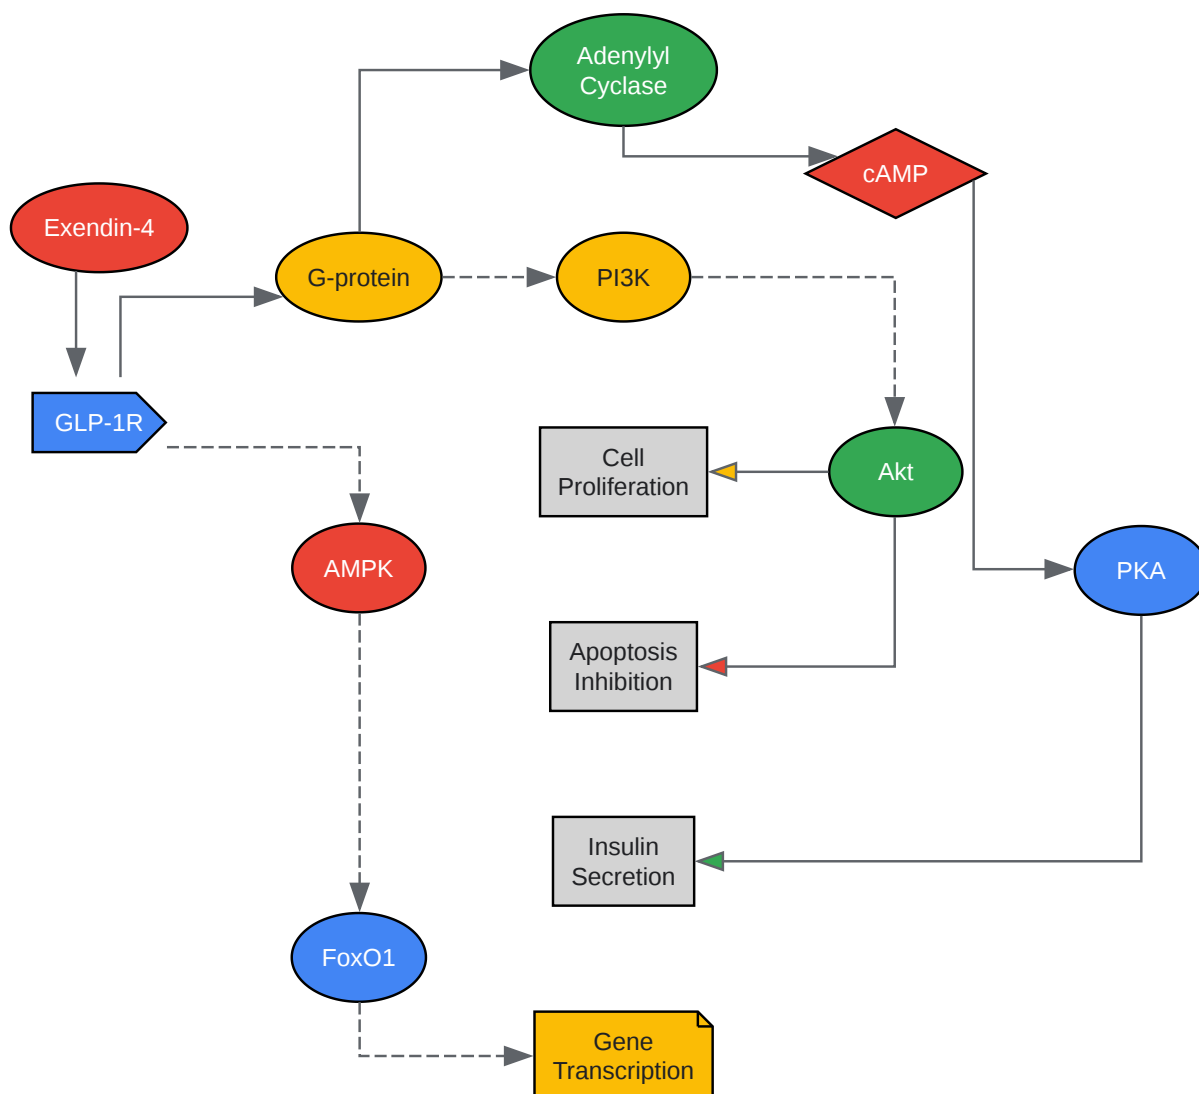 Adenylyl
Cyclase
cAMP
Exendin-4
G-protein
PI3K
GLP-1R
Cell
Proliferation
Akt
AMPK
PKA
Apoptosis
Inhibition
Insulin
Secretion
FoxO1
Gene
Transcription